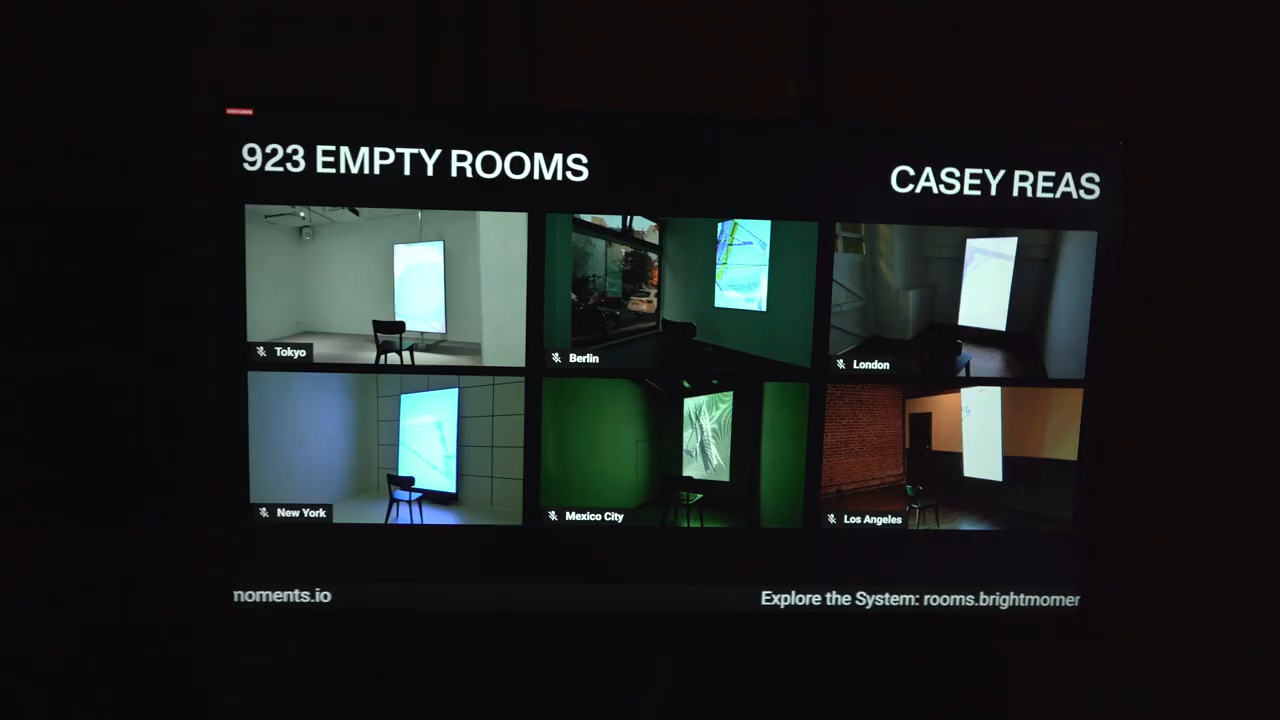 923 EMPTY ROOMS
CASEY REAS
Tokyo
Berlin
London
New York
Mexico City
Los Angeles
moments.io
Explore the System: rooms.brightmomer